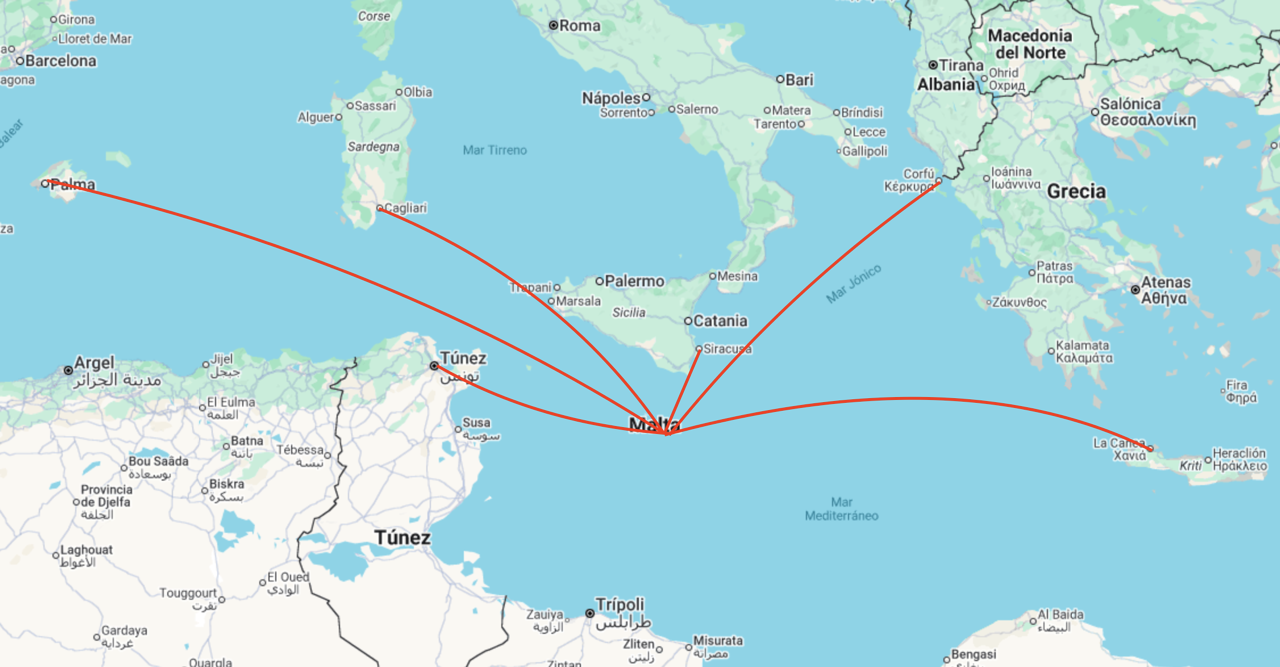 Corse
Girona
Lloret de Mar
Barcelona
agona
Roma
Macedonia
del Norte
Tirana
Albania
Ohrid
Охрид
Bari
Olbia
Sassari
Alguer
Nápoles
Sorrento
Salerno
Matera
Tarento
Bríndisi
Lecce
Gallipoli
Salónica
Θεσσαλονίκη
alear
Sardegna
Mar Tirreno
Palma
Cagliari
Corfú
Κέρκυρα
Ioánina
Ιωάννινα
Grecia
za
Trapani
Marsala
Palermo
Sicilia
Mesina
Catania
Siracusa
Mar Jónico
Patras
Πάτρα
Atenas
Αθήνα
Ζάκυνθος
Kalamata
Καλαμάτα
Fira
Φηρά
Argel
مدينة الجزائر
Jijel
جيجل
Túnez
تونس
El Eulma
العلمة
Malta
Susa
سوسة
Batna
باتنة
Tébessa
تبسة
La Canea
Χανιά
Kriti
Heraclión
Ηράκλειο
Bou Saâda
بوسعادة
Biskra
بسكرة
Provincia
de Djelfa
الجلفة
Mar
Mediterráneo
Túnez
Laghouat
الأغواط
El Oued
الوادي
Touggourt
تقرت
Zauiya
الزاوية
Trípoli
طرابلس
Al Baida
البيضاء
Gardaya
غرداية
Zliten
زليتن
Misurata
مصراتة
Bengasi
Ouargla
Zintan